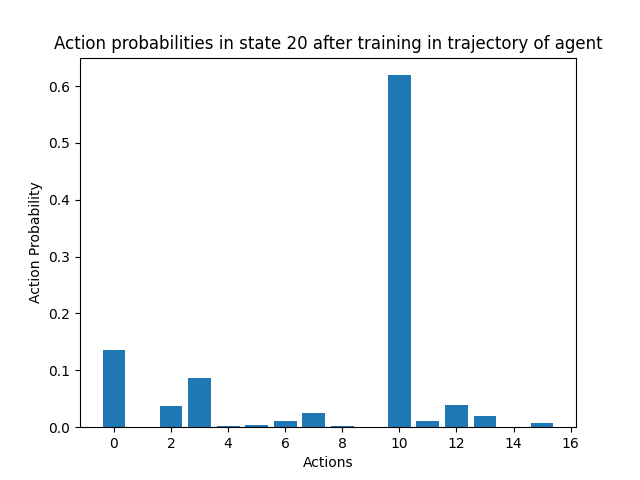 Action probabilities in state 20 after training in trajectory of agent
0.6
0.5
0.4
0.3
0.2
0.1
0.0
Action Probability
0 2 4 6 8 10 12 14 16
Actions